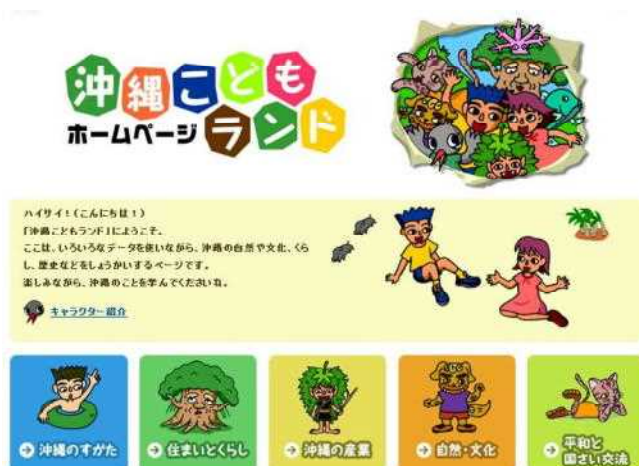 沖縄こども
ホームページランド
ハイサイ!(こんにちは!)
『沖縄こどもランド』にようこそ。
ここは、いろいろなデータを使いながら、沖縄の自然や文化、くら
し、歴史などをしょうかいするページです。
楽しみながら、沖縄のことを学んでくださいね。
キャラクター紹介
沖縄のすがた
住まいとくらし
沖縄の産業
自然・文化
平和と
国さい交流